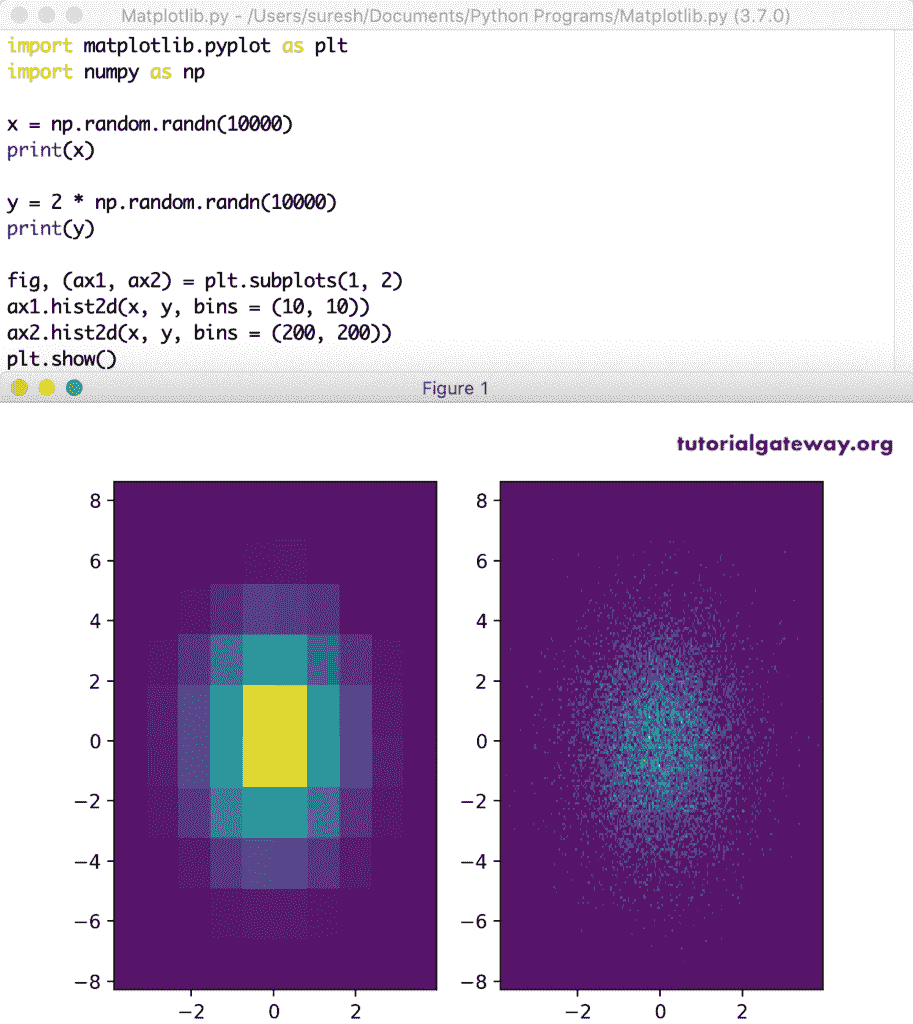 Matplotlib.py - /Users/suresh/Documents/Python Programs/Matplotlib.py (3.7.0)
import matplotlib.pyplot as plt
import numpy as np
x = np.random.randn(10000)
print(x)
y = 2 * np.random.randn(10000)
print(y)
fig, (ax1, ax2) = plt.subplots(1, 2)
ax1.hist2d(x, y, bins = (10, 10))
ax2.hist2d(x, y, bins = (200, 200))
plt.show()
Figure 1
tutorialgateway.org
8
6
4
2
0
−2
−4
−6
−8
−2 0 2
8
6
4
2
0
−2
−4
−6
−8
−2 0 2